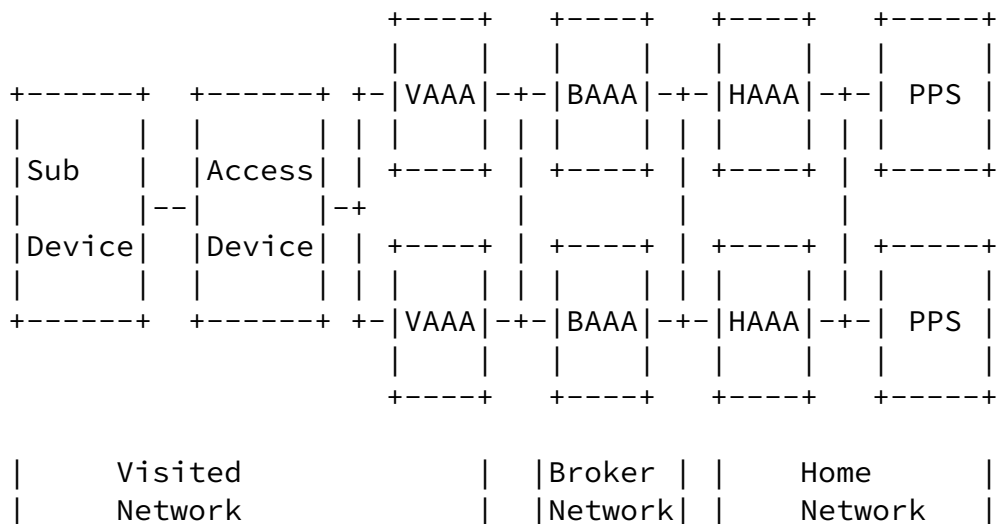 VAAA BAAA HAAA PPS
Sub Access
Device Device
VAAA BAAA HAAA PPS
Visited Broker Home
Network Network Network